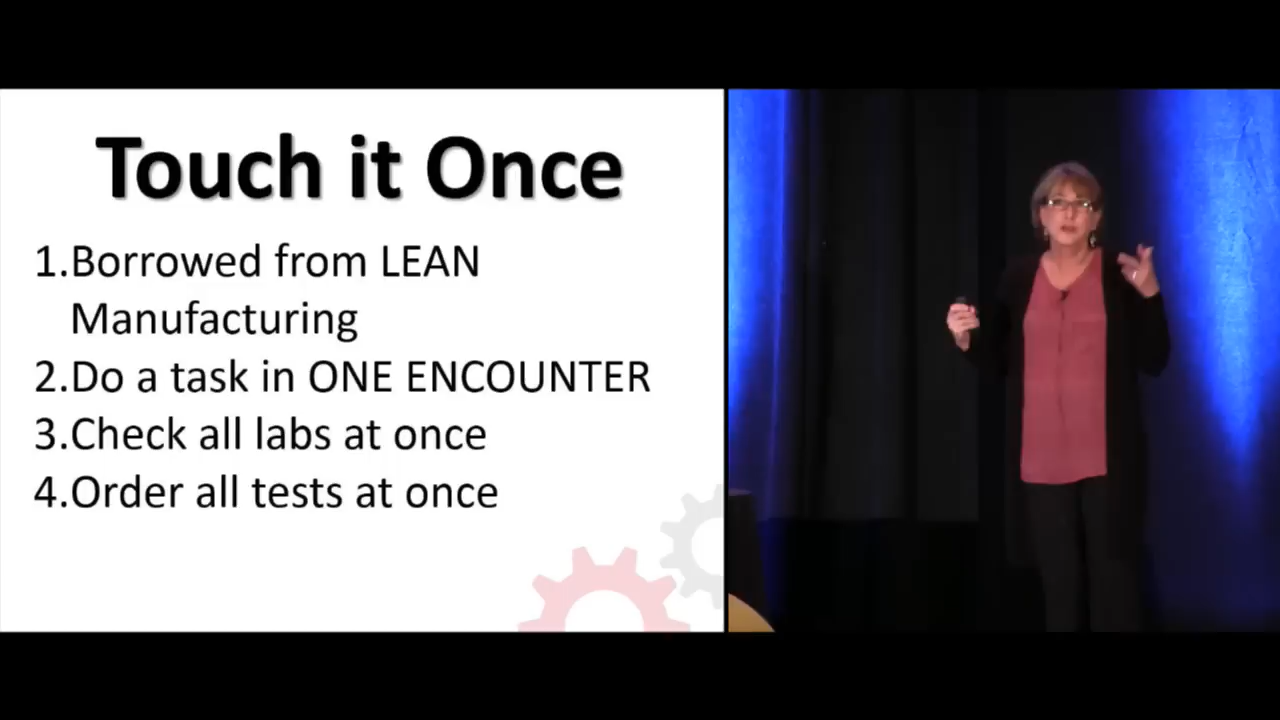 Touch it Once
1.Borrowed from LEAN
Manufacturing
2.Do a task in ONE ENCOUNTER
3.Check all labs at once
4.Order all tests at once